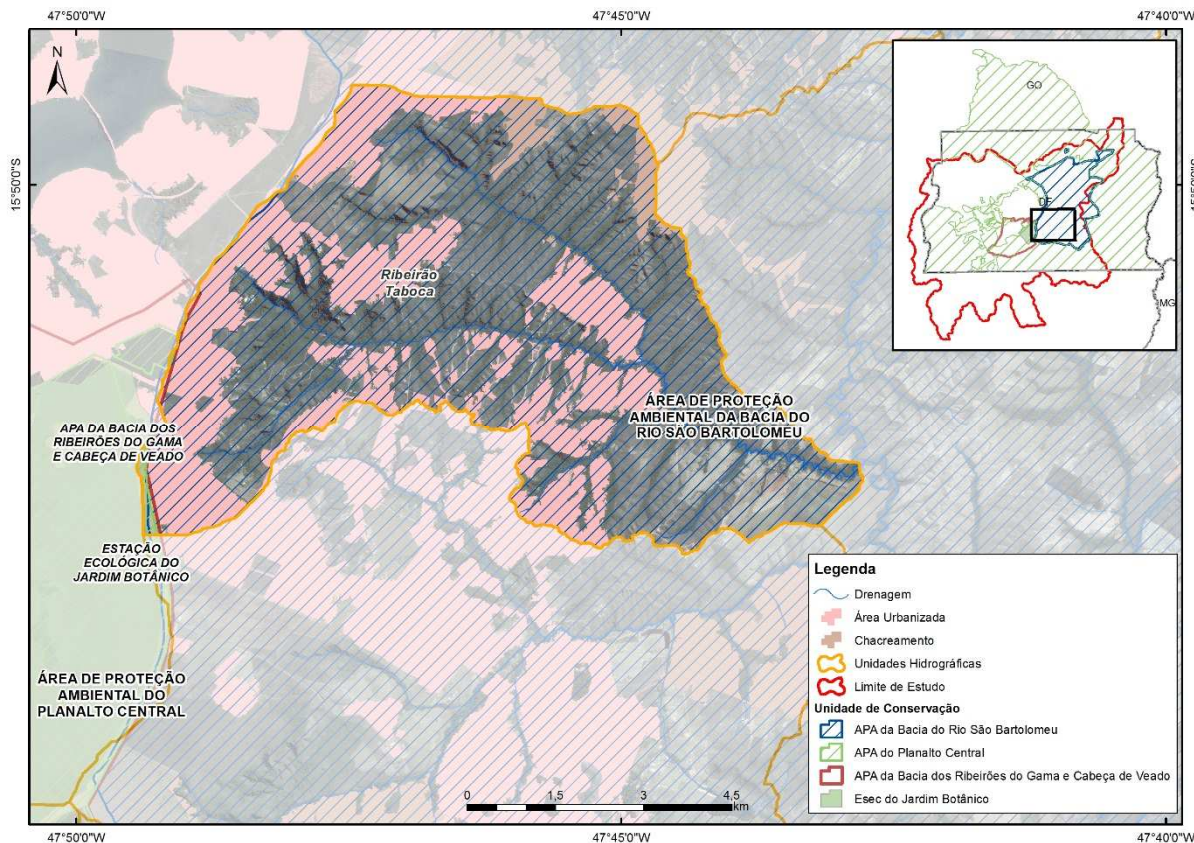 47°50'0"W
47°45'0"W
47°40'0"W
N
15°50'0"S
GO
DF
MG
Ribeirão
Taboca
ÁREA DE PROTEÇÃO
AMBIENTAL DA BACIA DO
RIO SÃO BARTOLOMEU
APA DA BACIA DOS
RIBEIRÕES DO GAMA
E CABEÇA DE VEADO
ESTAÇÃO
ECOLÓGICA DO
JARDIM BOTÂNICO
ÁREA DE PROTEÇÃO
AMBIENTAL DO
PLANALTO CENTRAL
Legenda
Drenagem
Área Urbanizada
Chacreamento
Unidades Hidrográficas
Limite de Estudo
Unidade de Conservação
APA da Bacia do Rio São Bartolomeu
APA do Planalto Central
APA da Bacia dos Ribeirões do Gama e Cabeça de Veado
Esec do Jardim Botânico
0 1,5 3 4,5
km
47°50'0"W
47°45'0"W
47°40'0"W